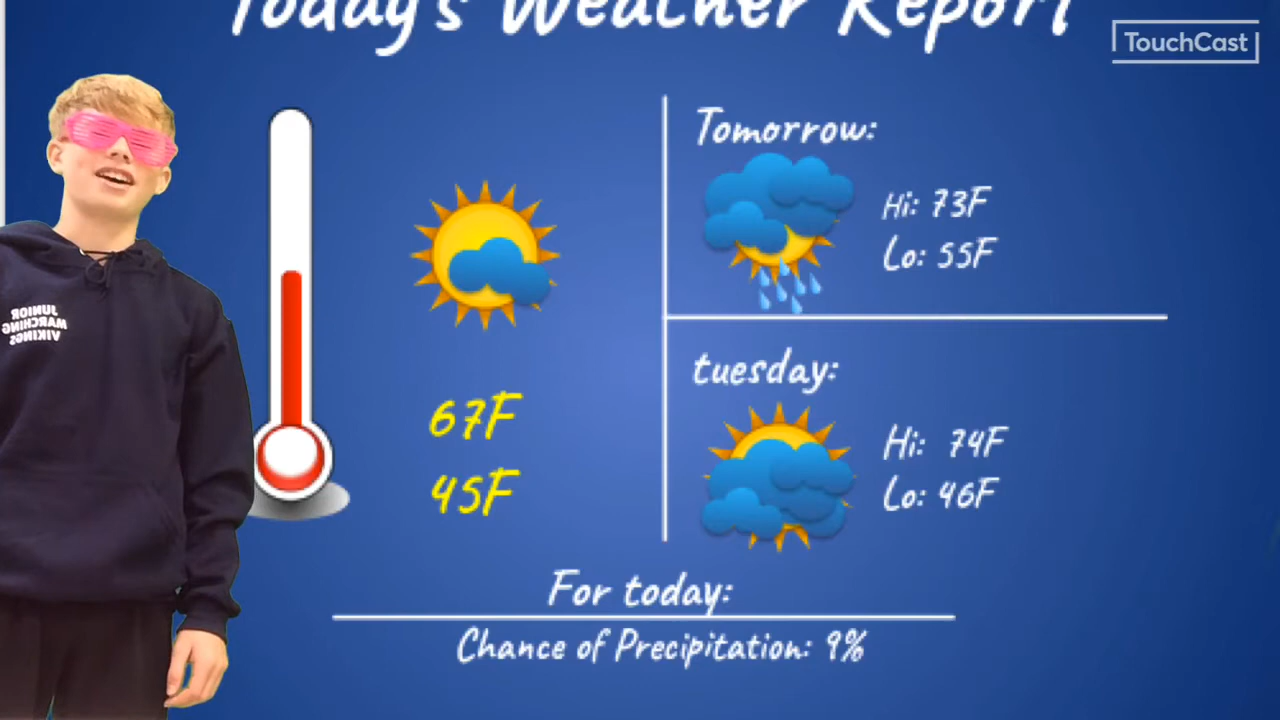 Today's Weather Report
TouchCast
JUNIOR
MARCHING
VIKINGS
Tomorrow:
Hi: 73F
Lo: 55F
67F
45F
tuesday:
Hi: 74F
Lo: 46F
For today:
Chance of Precipitation: 9%